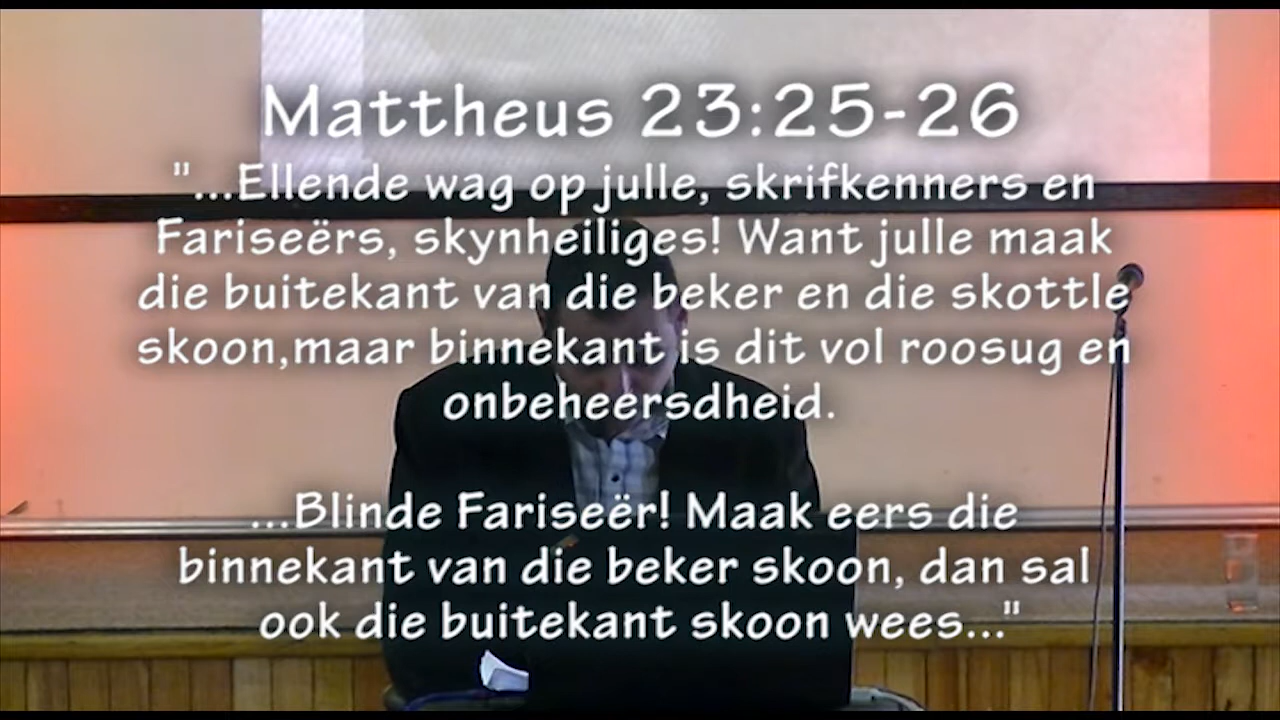 Mattheus 23:25-26
"...Ellende wag op julle, skrifkenners en
Fariseërs, skynheiliges! Want julle maak
die buitekant van die beker en die skottle
skoon,maar binnekant is dit vol roosug en
onbeheersdheid.
...Blinde Fariseër! Maak eers die
binnekant van die beker skoon, dan sal
ook die buitekant skoon wees..."